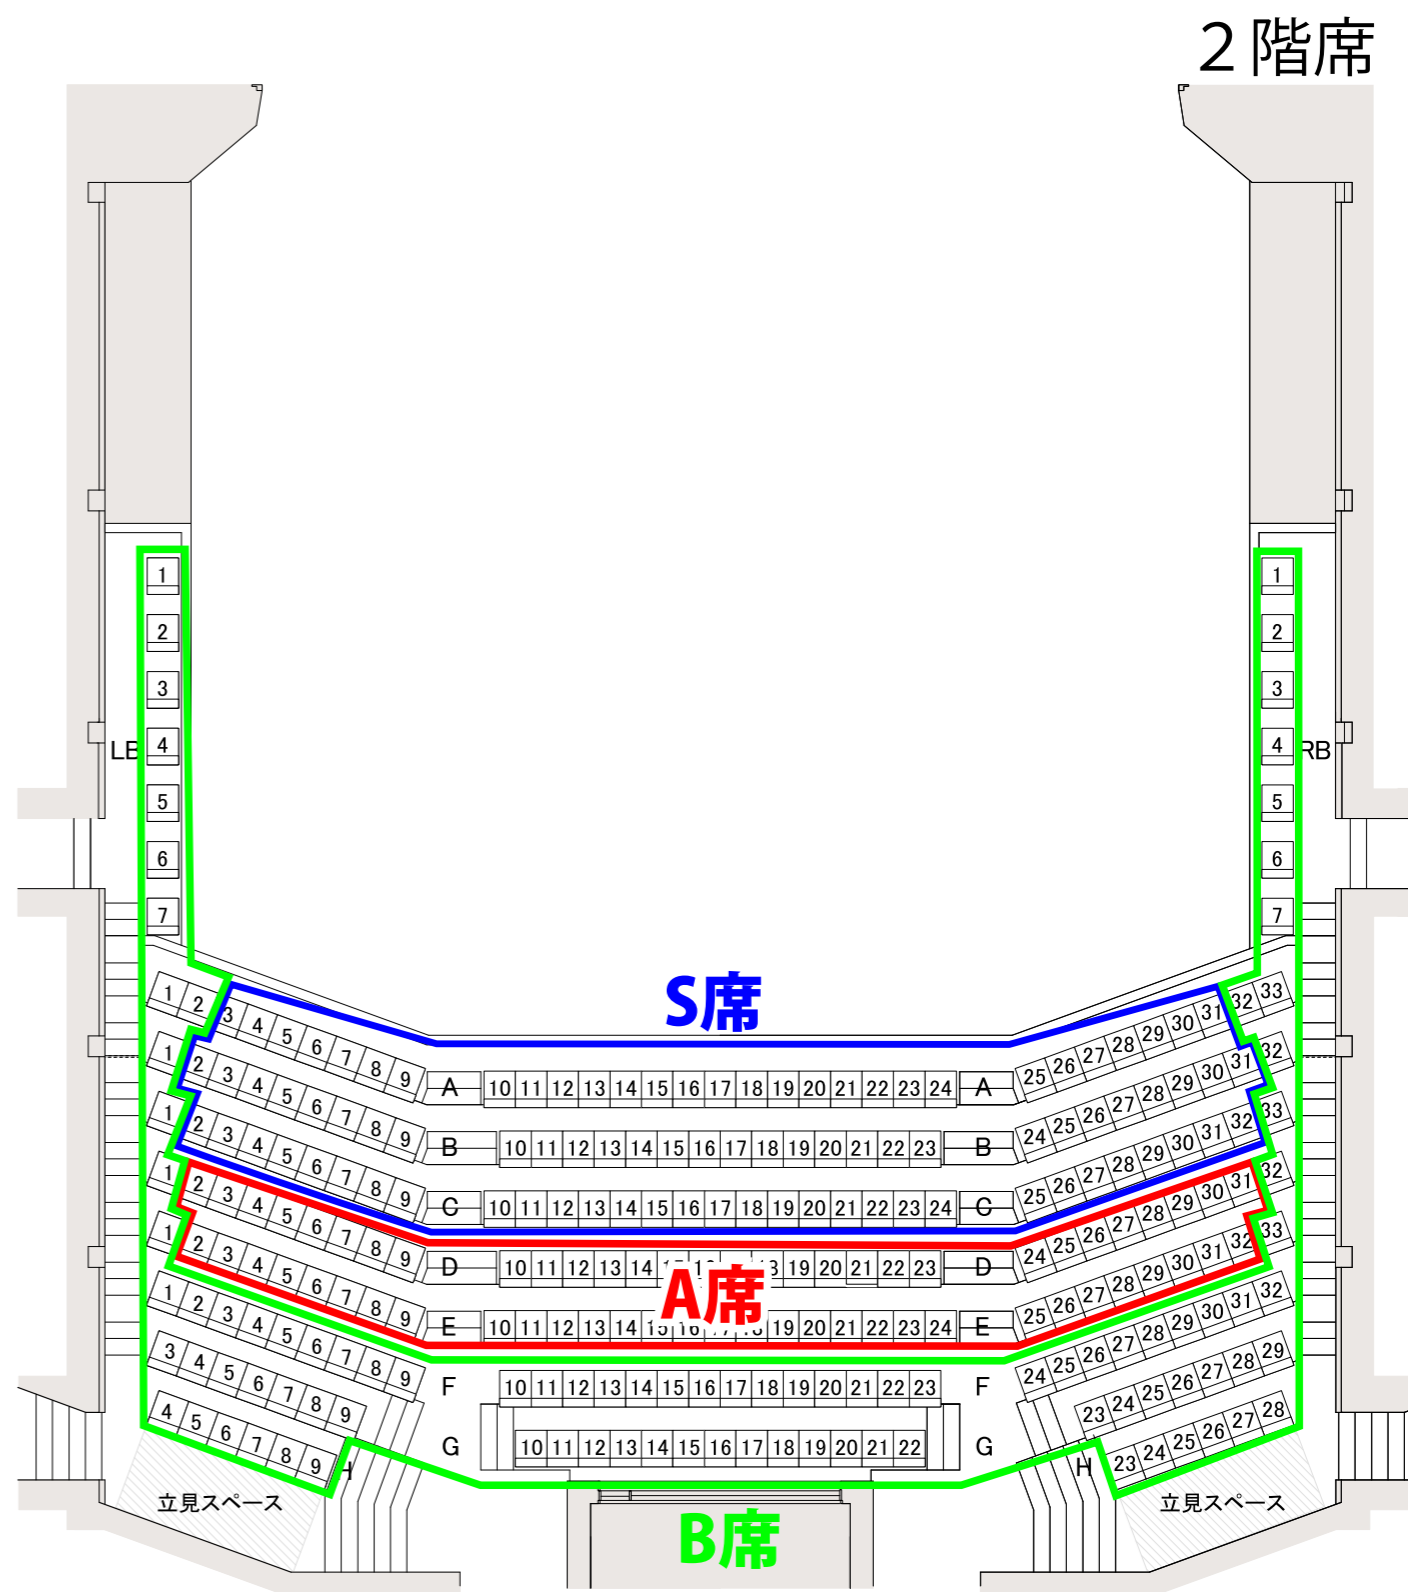 ２階席
1 1
2 2
3 3
LB 4 4 RB
5 5
6 6
7 7
S席
1 2 3 4 5 6 7 8 9 A 10 11 12 13 14 15 16 17 18 19 20 21 22 23 24 A 25 26 27 28 29 30 31 32 33
1 2 3 4 5 6 7 8 9 B 10 11 12 13 14 15 16 17 18 19 20 21 22 23 B 24 25 26 27 28 29 30 31 32
1 2 3 4 5 6 7 8 9 C 10 11 12 13 14 15 16 17 18 19 20 21 22 23 24 C 25 26 27 28 29 30 31 32 33
1 2 3 4 5 6 7 8 9 D 10 11 12 13 14 19 20 21 22 23 D 24 25 26 27 28 29 30 31 32
A席
1 2 3 4 5 6 7 8 9 E 10 11 12 13 14 15 16 17 18 19 20 21 22 23 24 E 25 26 27 28 29 30 31 32 33
1 2 3 4 5 6 7 8 9 F 10 11 12 13 14 15 16 17 18 19 20 21 22 23 F 24 25 26 27 28 29 30 31 32
3 4 5 6 7 8 9 G 10 11 12 13 14 15 16 17 18 19 20 21 22 G 23 24 25 26 27 28 29
4 5 6 7 8 9 H H 23 24 25 26 27 28
立見スペース 立見スペース
B席